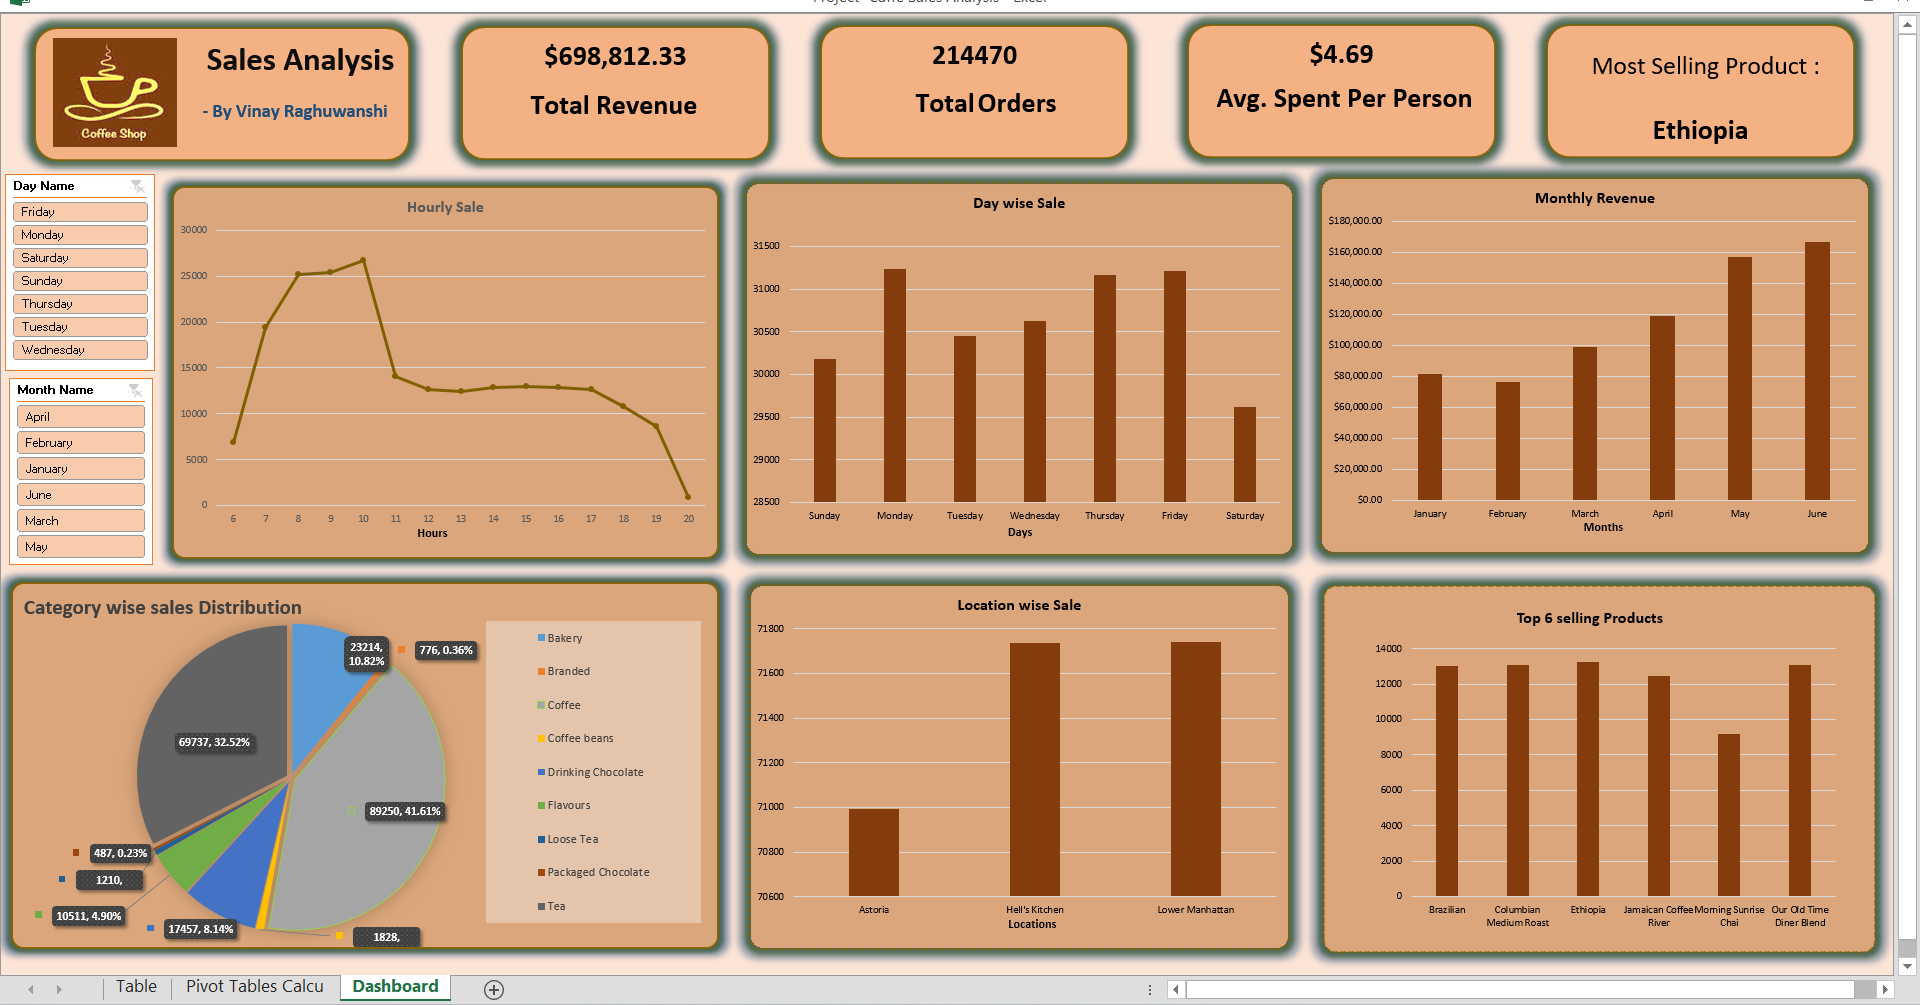 Project- Caffe Sales Analysis - Excel
Coffee Shop
Sales Analysis
- By Vinay Raghuwanshi
$698,812.33
Total Revenue
214470
Total Orders
$4.69
Avg. Spent Per Person
Most Selling Product :
Ethiopia
Day Name
Friday
Monday
Saturday
Sunday
Thursday
Tuesday
Wednesday
Month Name
April
February
January
June
March
May
Hourly Sale
30000
25000
20000
15000
10000
5000
0
6 7 8 9 10 11 12 13 14 15 16 17 18 19 20
Hours
Day wise Sale
31500
31000
30500
30000
29500
29000
28500
Sunday Monday Tuesday Wednesday Thursday Friday Saturday
Days
Monthly Revenue
$180,000.00
$160,000.00
$140,000.00
$120,000.00
$100,000.00
$80,000.00
$60,000.00
$40,000.00
$20,000.00
$0.00
January February March April May June
Months
Category wise sales Distribution
23214,
10.82%
776, 0.36%
69737, 32.52%
89250, 41.61%
487, 0.23%
1210,
10511, 4.90%
17457, 8.14%
1828,
Bakery
Branded
Coffee
Coffee beans
Drinking Chocolate
Flavours
Loose Tea
Packaged Chocolate
Tea
Location wise Sale
71800
71600
71400
71200
71000
70800
70600
Astoria Hell's Kitchen Lower Manhattan
Locations
Top 6 selling Products
14000
12000
10000
8000
6000
4000
2000
0
Brazilian Columbian Ethiopia Jamaican Coffee Morning Sunrise Our Old Time
Medium Roast River Chai Diner Blend
Table Pivot Tables Calcu Dashboard